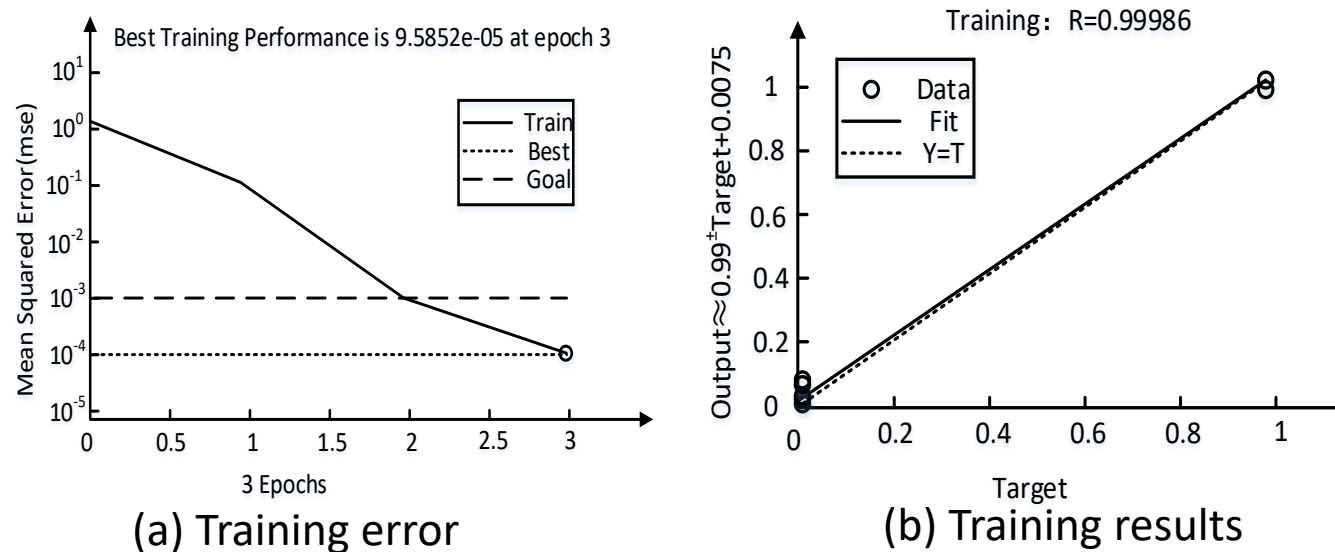 Best Training Performance is 9.5852e-05 at epoch 3
Mean Squared Error(mse)
10^1
10^0
10^-1
10^-2
10^-3
10^-4
10^-5
Train
Best
Goal
0 0.5 1 1.5 2 2.5 3
3 Epochs
(a) Training error
Training：R=0.99986
Output≈0.99±Target+0.0075
1
0.8
0.6
0.4
0.2
0
Data
Fit
Y=T
0 0.2 0.4 0.6 0.8 1
Target
(b) Training results